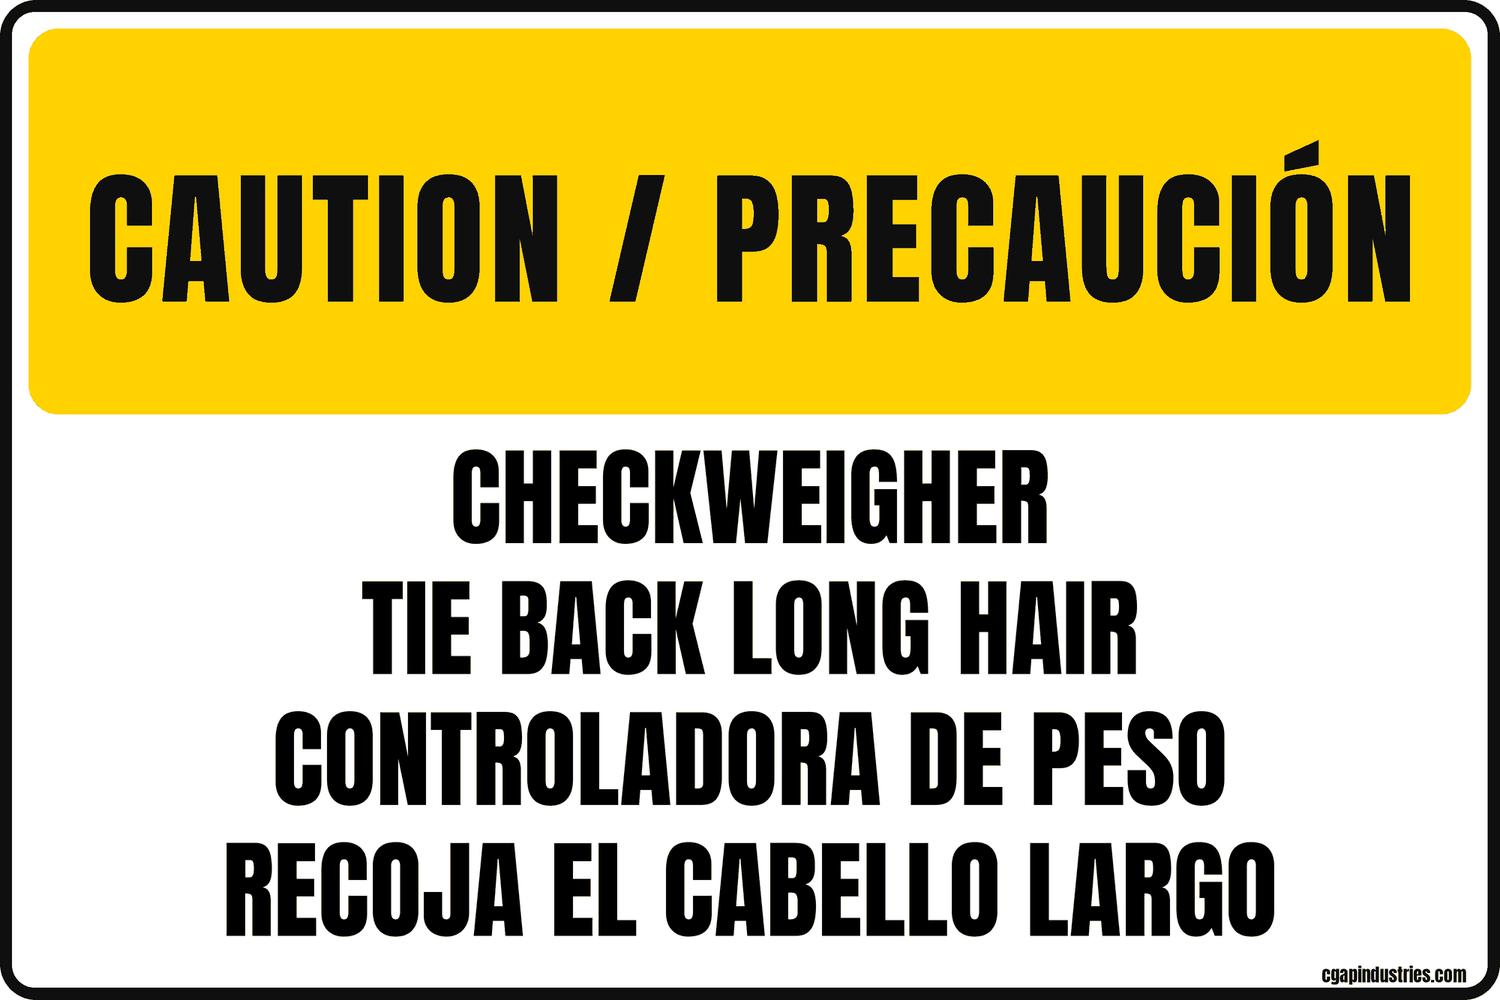 CAUTION / PRECAUCIÓN
CHECKWEIGHER
TIE BACK LONG HAIR
CONTROLADORA DE PESO
RECOJA EL CABELLO LARGO
cgapindustries.com